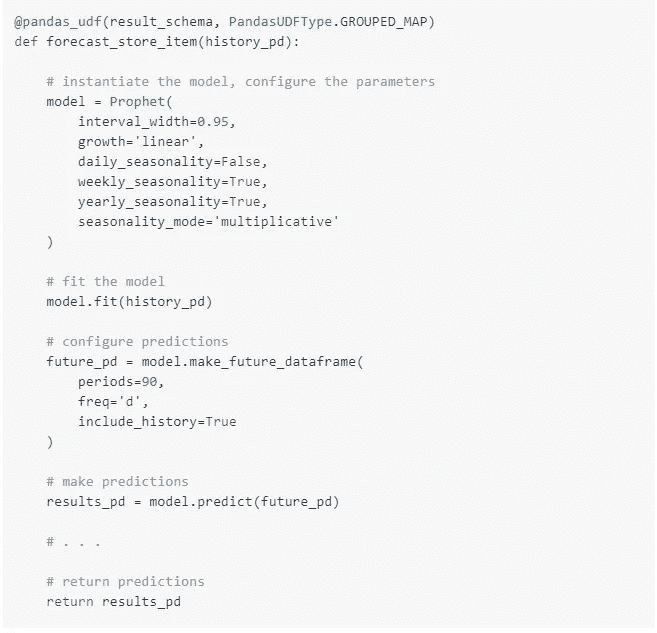 @pandas_udf(result_schema, PandasUDFType.GROUPED_MAP)
def forecast_store_item(history_pd):

    # instantiate the model, configure the parameters
    model = Prophet(
        interval_width=0.95,
        growth='linear',
        daily_seasonality=False,
        weekly_seasonality=True,
        yearly_seasonality=True,
        seasonality_mode='multiplicative'
    )

    # fit the model
    model.fit(history_pd)

    # configure predictions
    future_pd = model.make_future_dataframe(
        periods=90,
        freq='d',
        include_history=True
    )

    # make predictions
    results_pd = model.predict(future_pd)

    # . . .

    # return predictions
    return results_pd